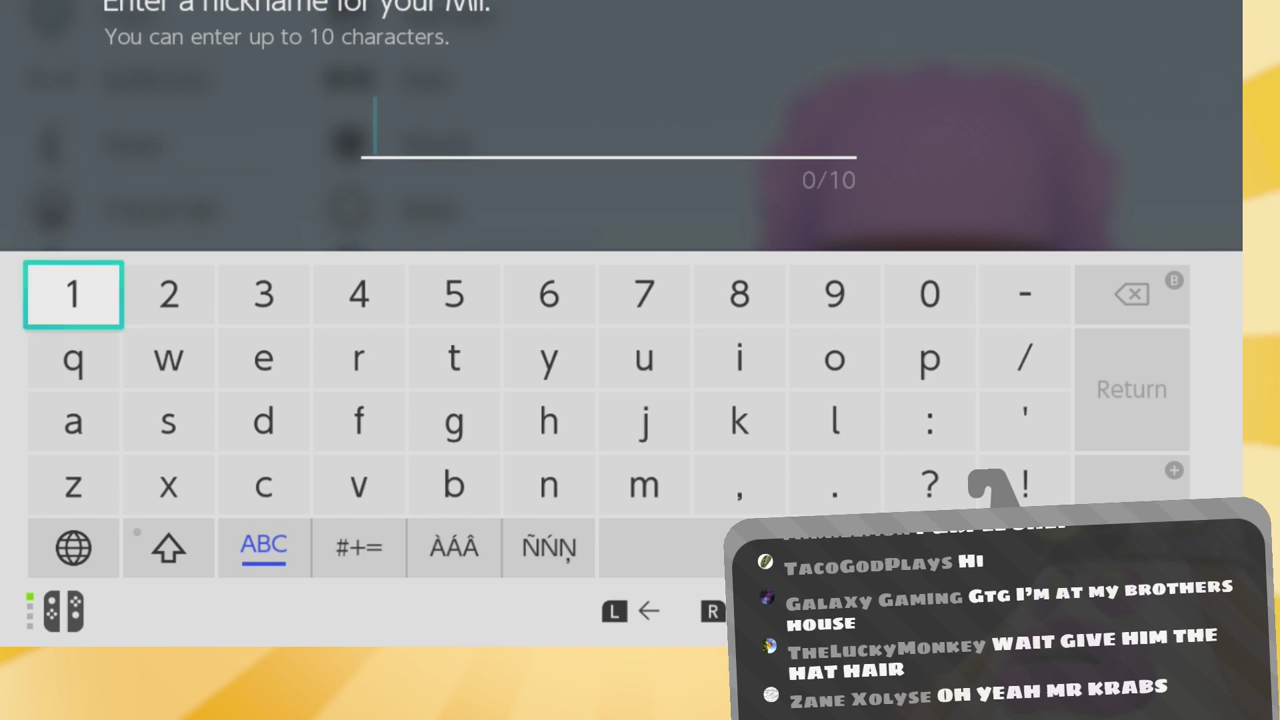 Enter a nickname for your Mii.
You can enter up to 10 characters.
0/10
1 2 3 4 5 6 7 8 9 0 - B
q w e r t y u i o p /
Return
a s d f g h j k l : '
z x c v b n m , . ? ! +
ABC #+= ÀÁÂ ÑŃŅ
L ← R
TacoGodPlays Hi
Galaxy Gaming Gtg I'm at my brothers
house
TheLuckyMonkey WAIT GIVE HIM THE
HAT HAIR
Zane Xolyse OH YEAH MR KRABS